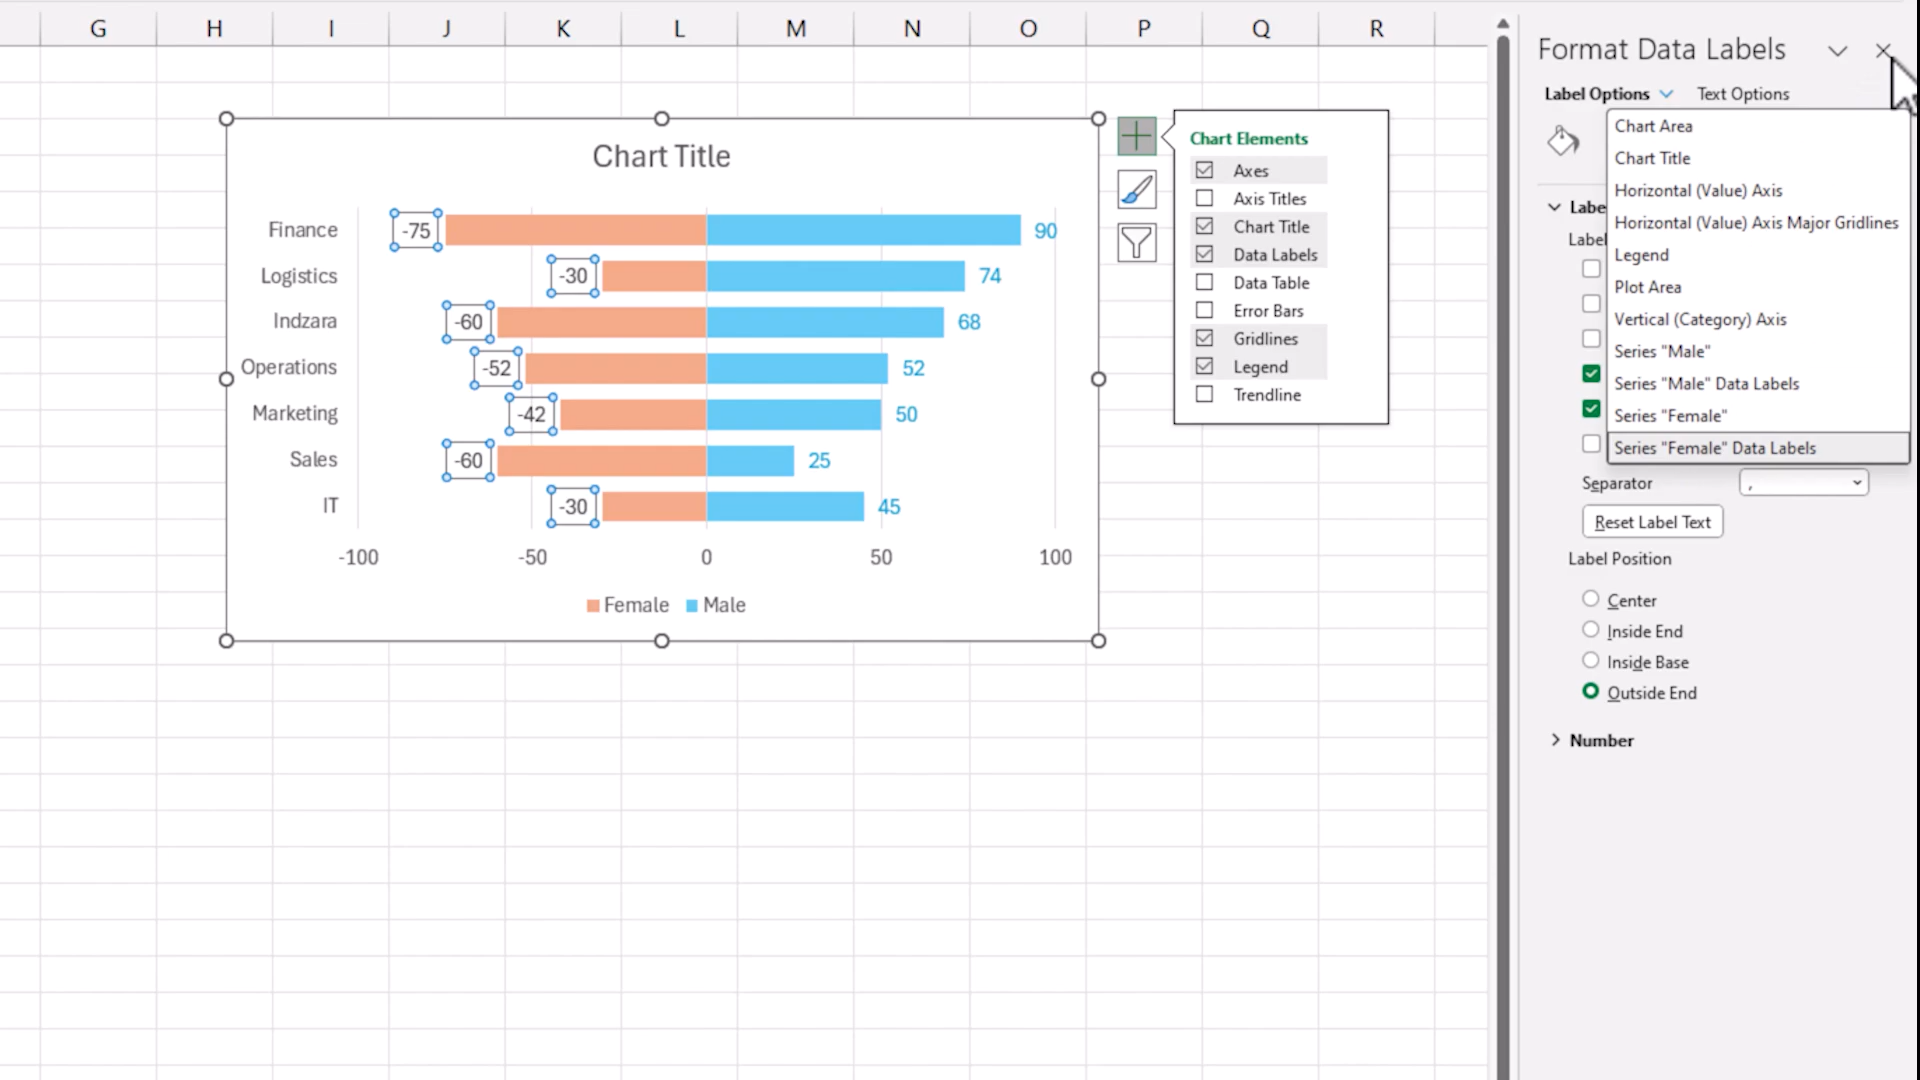 G H I J K L M N O P Q R
Format Data Labels
Label Options Text Options
Chart Area
Chart Title
Horizontal (Value) Axis
Horizontal (Value) Axis Major Gridlines
Legend
Plot Area
Vertical (Category) Axis
Series "Male"
Series "Male" Data Labels
Series "Female"
Series "Female" Data Labels
Separator ,
Reset Label Text
Label Position
Center
Inside End
Inside Base
Outside End
Number
Chart Elements
Axes
Axis Titles
Chart Title
Data Labels
Data Table
Error Bars
Gridlines
Legend
Trendline
Chart Title
Finance -75 90
Logistics -30 74
Indzara -60 68
Operations -52 52
Marketing -42 50
Sales -60 25
IT -30 45
-100 -50 0 50 100
Female Male